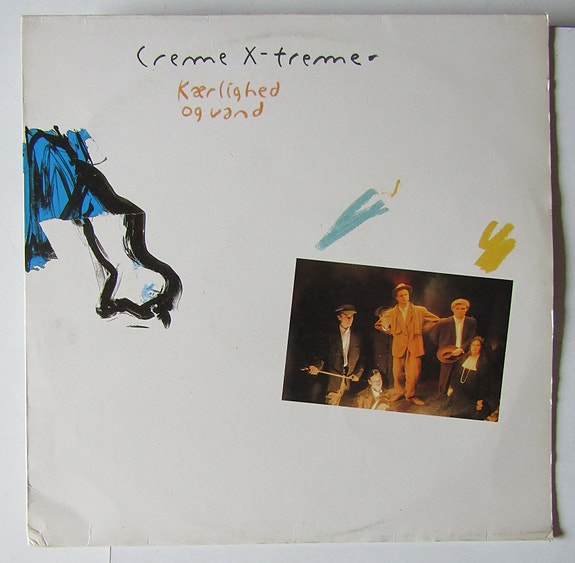 Creme X-treme
Kærlighed
og vand